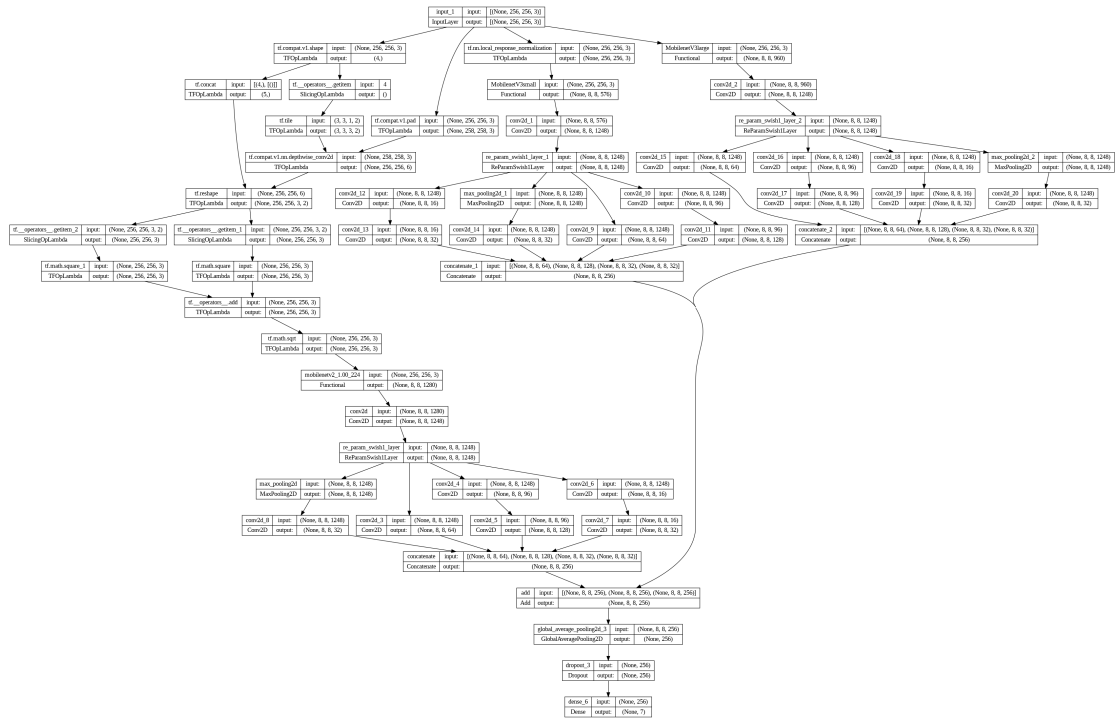 input_1 input: [(None, 256, 256, 3)]
InputLayer output: [(None, 256, 256, 3)]
tf.compat.v1.shape input: (None, 256, 256, 3)
TFOpLambda output: (4,)
tf.nn.local_response_normalization input: (None, 256, 256, 3)
TFOpLambda output: (None, 256, 256, 3)
MobilenetV3large input: (None, 256, 256, 3)
Functional output: (None, 8, 8, 960)
tf.concat input: [(4,), [()]]
TFOpLambda output: (5,)
tf.__operators__.getitem input: 4
SlicingOpLambda output: ()
MobilenetV3small input: (None, 256, 256, 3)
Functional output: (None, 8, 8, 576)
conv2d_2 input: (None, 8, 8, 960)
Conv2D output: (None, 8, 8, 1248)
tf.tile input: (3, 3, 1, 2)
TFOpLambda output: (3, 3, 3, 2)
tf.compat.v1.pad input: (None, 256, 256, 3)
TFOpLambda output: (None, 258, 258, 3)
conv2d_1 input: (None, 8, 8, 576)
Conv2D output: (None, 8, 8, 1248)
re_param_swish1_layer_2 input: (None, 8, 8, 1248)
ReParamSwish1Layer output: (None, 8, 8, 1248)
tf.compat.v1.nn.depthwise_conv2d input: (None, 258, 258, 3)
TFOpLambda output: (None, 256, 256, 6)
re_param_swish1_layer_1 input: (None, 8, 8, 1248)
ReParamSwish1Layer output: (None, 8, 8, 1248)
conv2d_15 input: (None, 8, 8, 1248)
Conv2D output: (None, 8, 8, 64)
conv2d_16 input: (None, 8, 8, 1248)
Conv2D output: (None, 8, 8, 96)
conv2d_18 input: (None, 8, 8, 1248)
Conv2D output: (None, 8, 8, 16)
max_pooling2d_2 input: (None, 8, 8, 1248)
MaxPooling2D output: (None, 8, 8, 1248)
tf.reshape input: (None, 256, 256, 6)
TFOpLambda output: (None, 256, 256, 3, 2)
conv2d_12 input: (None, 8, 8, 1248)
Conv2D output: (None, 8, 8, 16)
max_pooling2d_1 input: (None, 8, 8, 1248)
MaxPooling2D output: (None, 8, 8, 1248)
conv2d_10 input: (None, 8, 8, 1248)
Conv2D output: (None, 8, 8, 96)
conv2d_17 input: (None, 8, 8, 96)
Conv2D output: (None, 8, 8, 128)
conv2d_19 input: (None, 8, 8, 16)
Conv2D output: (None, 8, 8, 32)
conv2d_20 input: (None, 8, 8, 1248)
Conv2D output: (None, 8, 8, 32)
tf.__operators__.getitem_2 input: (None, 256, 256, 3, 2)
SlicingOpLambda output: (None, 256, 256, 3)
tf.__operators__.getitem_1 input: (None, 256, 256, 3, 2)
SlicingOpLambda output: (None, 256, 256, 3)
conv2d_13 input: (None, 8, 8, 16)
Conv2D output: (None, 8, 8, 32)
conv2d_14 input: (None, 8, 8, 1248)
Conv2D output: (None, 8, 8, 32)
conv2d_9 input: (None, 8, 8, 1248)
Conv2D output: (None, 8, 8, 64)
conv2d_11 input: (None, 8, 8, 96)
Conv2D output: (None, 8, 8, 128)
concatenate_2 input: [(None, 8, 8, 64), (None, 8, 8, 128), (None, 8, 8, 32), (None, 8, 8, 32)]
Concatenate output: (None, 8, 8, 256)
tf.math.square_1 input: (None, 256, 256, 3)
TFOpLambda output: (None, 256, 256, 3)
tf.math.square input: (None, 256, 256, 3)
TFOpLambda output: (None, 256, 256, 3)
concatenate_1 input: [(None, 8, 8, 64), (None, 8, 8, 128), (None, 8, 8, 32), (None, 8, 8, 32)]
Concatenate output: (None, 8, 8, 256)
tf.__operators__.add input: (None, 256, 256, 3)
TFOpLambda output: (None, 256, 256, 3)
tf.math.sqrt input: (None, 256, 256, 3)
TFOpLambda output: (None, 256, 256, 3)
mobilenetv2_1.00_224 input: (None, 256, 256, 3)
Functional output: (None, 8, 8, 1280)
conv2d input: (None, 8, 8, 1280)
Conv2D output: (None, 8, 8, 1248)
re_param_swish1_layer input: (None, 8, 8, 1248)
ReParamSwish1Layer output: (None, 8, 8, 1248)
max_pooling2d input: (None, 8, 8, 1248)
MaxPooling2D output: (None, 8, 8, 1248)
conv2d_4 input: (None, 8, 8, 1248)
Conv2D output: (None, 8, 8, 96)
conv2d_6 input: (None, 8, 8, 1248)
Conv2D output: (None, 8, 8, 16)
conv2d_8 input: (None, 8, 8, 1248)
Conv2D output: (None, 8, 8, 32)
conv2d_3 input: (None, 8, 8, 1248)
Conv2D output: (None, 8, 8, 64)
conv2d_5 input: (None, 8, 8, 96)
Conv2D output: (None, 8, 8, 128)
conv2d_7 input: (None, 8, 8, 16)
Conv2D output: (None, 8, 8, 32)
concatenate input: [(None, 8, 8, 64), (None, 8, 8, 128), (None, 8, 8, 32), (None, 8, 8, 32)]
Concatenate output: (None, 8, 8, 256)
add input: [(None, 8, 8, 256), (None, 8, 8, 256), (None, 8, 8, 256)]
Add output: (None, 8, 8, 256)
global_average_pooling2d_3 input: (None, 8, 8, 256)
GlobalAveragePooling2D output: (None, 256)
dropout_3 input: (None, 256)
Dropout output: (None, 256)
dense_6 input: (None, 256)
Dense output: (None, 7)